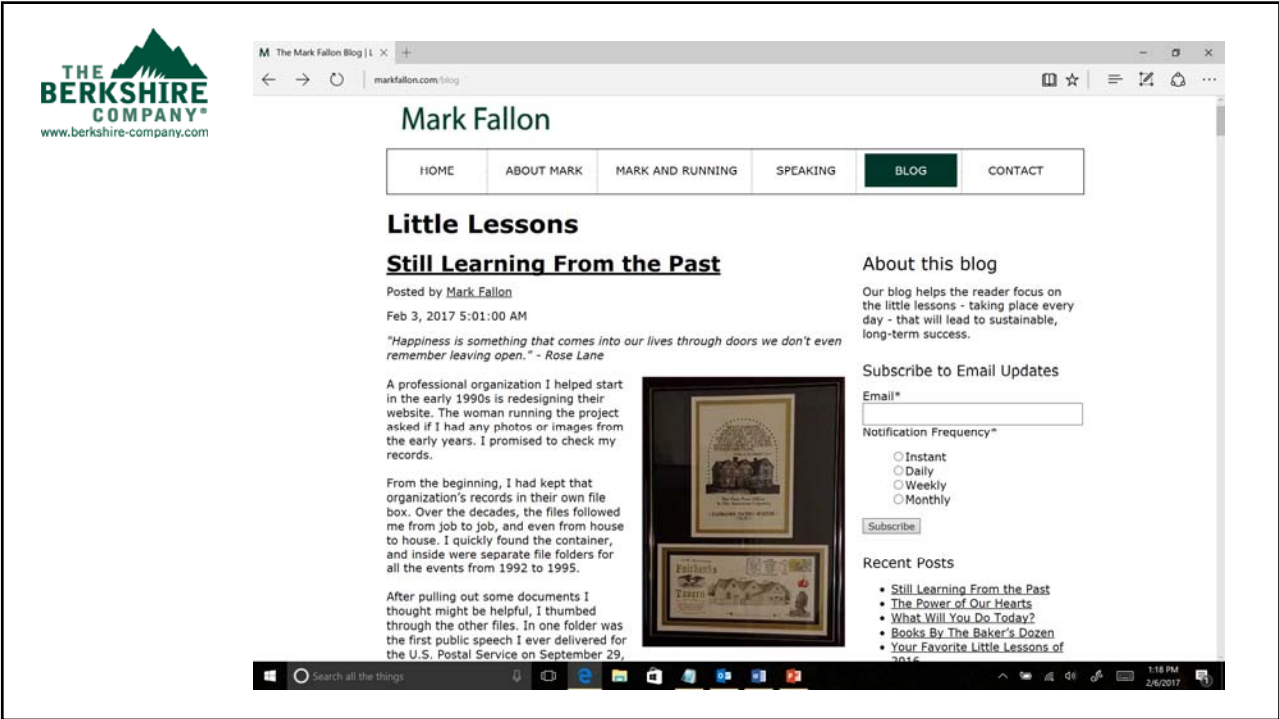 THE
BERKSHIRE
COMPANY®
www.berkshire-company.com
M The Mark Fallon Blog | L
markfallon.com/blog
Mark Fallon
HOME ABOUT MARK MARK AND RUNNING SPEAKING BLOG CONTACT
Little Lessons
Still Learning From the Past
Posted by Mark Fallon
Feb 3, 2017 5:01:00 AM
"Happiness is something that comes into our lives through doors we don't even
remember leaving open." - Rose Lane
A professional organization I helped start
in the early 1990s is redesigning their
website. The woman running the project
asked if I had any photos or images from
the early years. I promised to check my
records.
From the beginning, I had kept that
organization's records in their own file
box. Over the decades, the files followed
me from job to job, and even from house
to house. I quickly found the container,
and inside were separate file folders for
all the events from 1992 to 1995.
After pulling out some documents I
thought might be helpful, I thumbed
through the other files. In one folder was
the first public speech I ever delivered for
the U.S. Postal Service on September 29,
Fairbanks
Tavern
About this blog
Our blog helps the reader focus on
the little lessons - taking place every
day - that will lead to sustainable,
long-term success.
Subscribe to Email Updates
Email*
Notification Frequency*
Instant
Daily
Weekly
Monthly
Subscribe
Recent Posts
Still Learning From the Past
The Power of Our Hearts
What Will You Do Today?
Books By The Baker's Dozen
Your Favorite Little Lessons of
2016
Search all the things
1:18 PM
2/6/2017